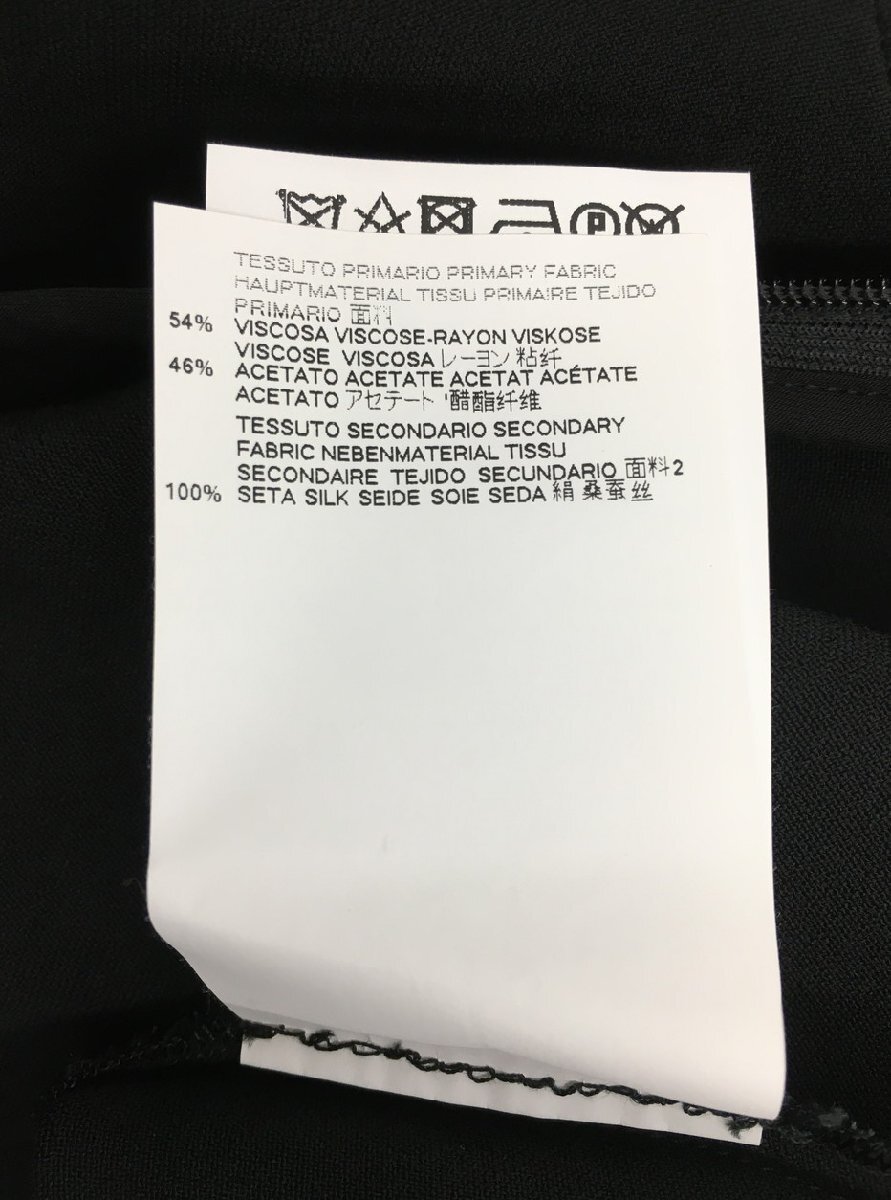 P
TESSUTO PRIMARIO PRIMARY FABRIC
HAUPTMATERIAL TISSU PRIMAIRE TEJIDO
PRIMARIO 面料
54% VISCOSA VISCOSE-RAYON VISKOSE
VISCOSE VISCOSA レーヨン 粘纤
46% ACETATO ACETATE ACETAT ACÉTATE
ACETATO アセテート 醋酯纤维
TESSUTO SECONDARIO SECONDARY
FABRIC NEBENMATERIAL TISSU
SECONDAIRE TEJIDO SECUNDARIO 面料2
100% SETA SILK SEIDE SOIE SEDA 絹 桑蚕丝